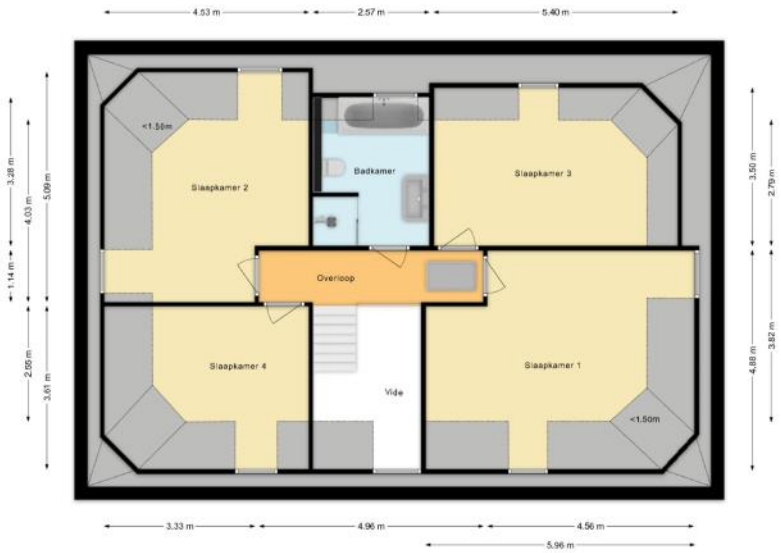 4.53 m
2.57 m
5.40 m
<1.50m
Slaapkamer 2
Badkamer
Slaapkamer 3
3.28 m
4.03 m
5.09 m
1.14 m
3.50 m
2.79 m
Overloop
Slaapkamer 4
Vide
Slaapkamer 1
<1.50m
2.55 m
3.61 m
4.88 m
3.82 m
3.33 m
4.96 m
4.56 m
5.96 m